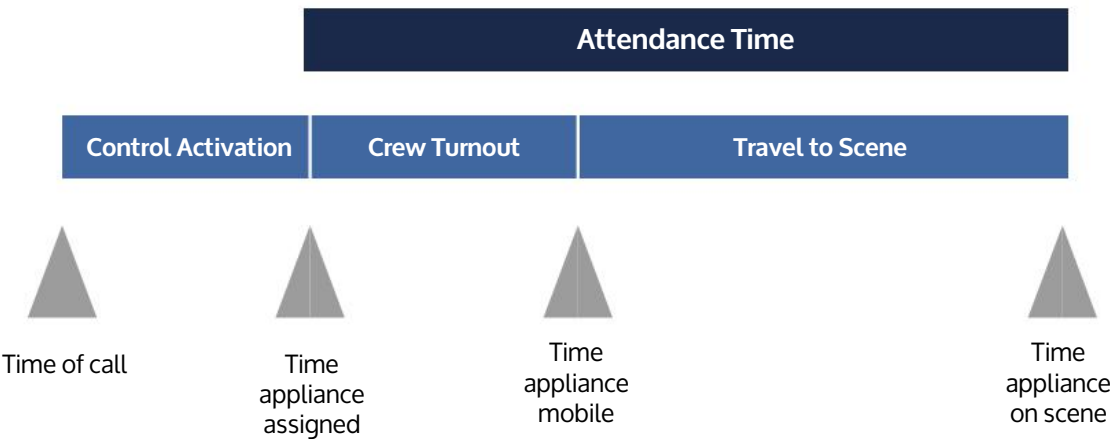 Attendance Time
Control Activation
Crew Turnout
Travel to Scene
Time of call
Time
appliance
assigned
Time
appliance
mobile
Time
appliance
on scene